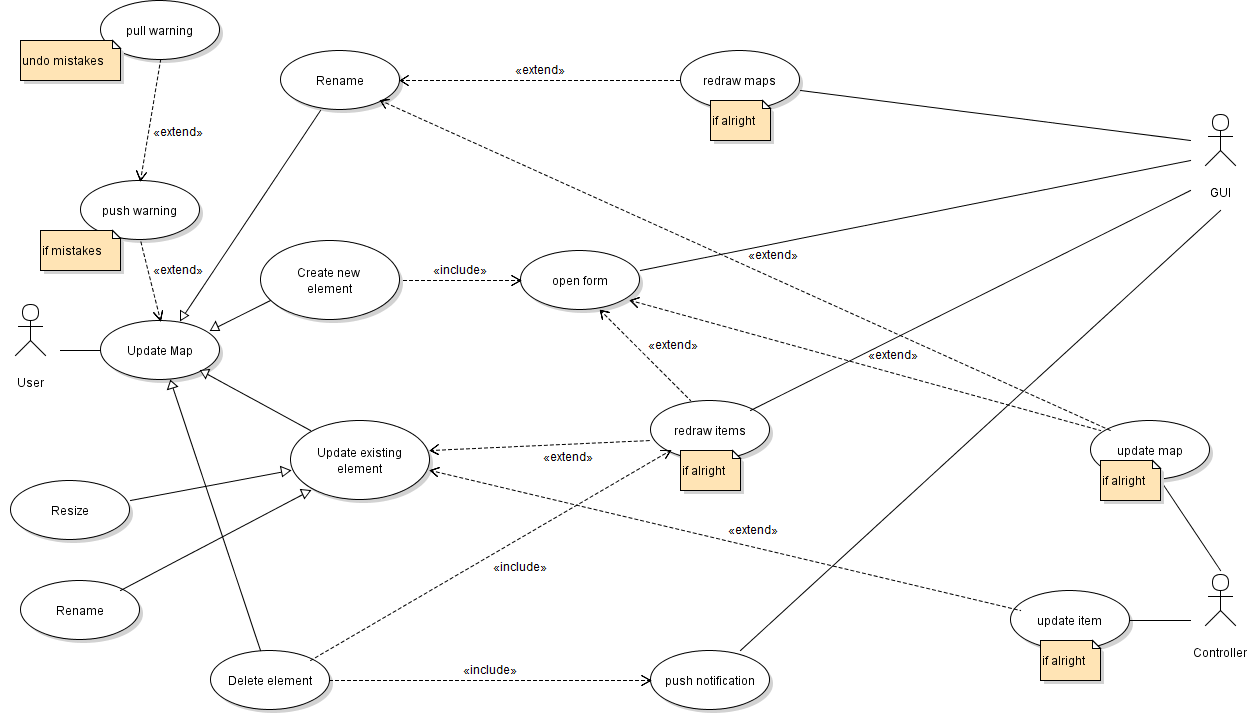 pull warning
undo mistakes
Rename
«extend»
redraw maps
if alright
«extend»
GUI
push warning
if mistakes
«extend»
Create new
element
«include»
open form
«extend»
User
Update Map
«extend»
«extend»
redraw items
if alright
Update existing
element
«extend»
update map
if alright
Resize
«extend»
«include»
Rename
update item
if alright
Controller
Delete element
«include»
push notification